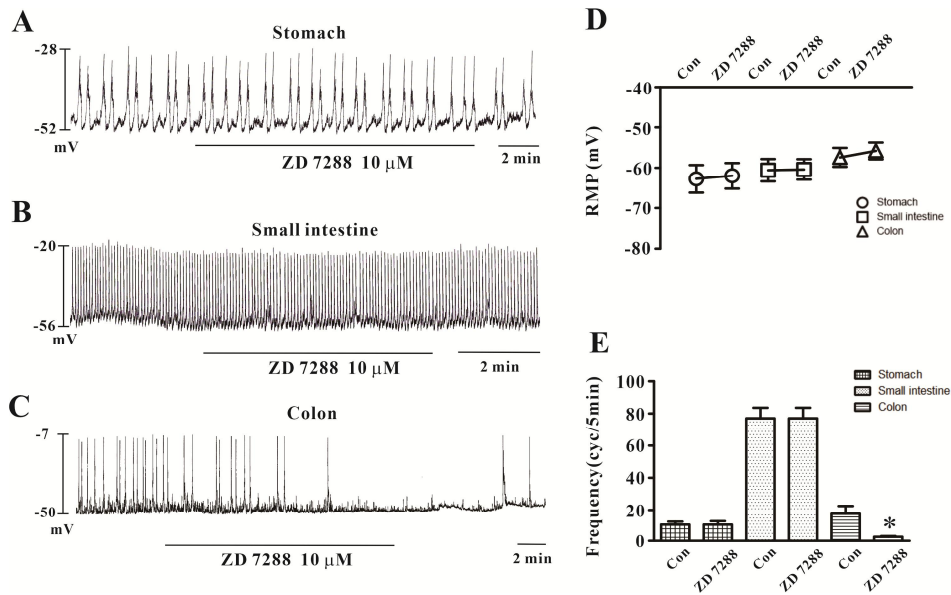 A
Stomach
-28
-52
mV
ZD 7288 10 μM
2 min
B
Small intestine
-20
-56
mV
ZD 7288 10 μM
2 min
C
Colon
-7
-50
mV
ZD 7288 10 μM
2 min
D
Con ZD 7288 Con ZD 7288 Con ZD 7288
-40
-50
-60
-70
-80
RMP (mV)
Stomach
Small intestine
Colon
E
Stomach
Small intestine
Colon
Frequency(cyc/5min)
100
80
60
40
20
0
*
Con ZD 7288 Con ZD 7288 Con ZD 7288